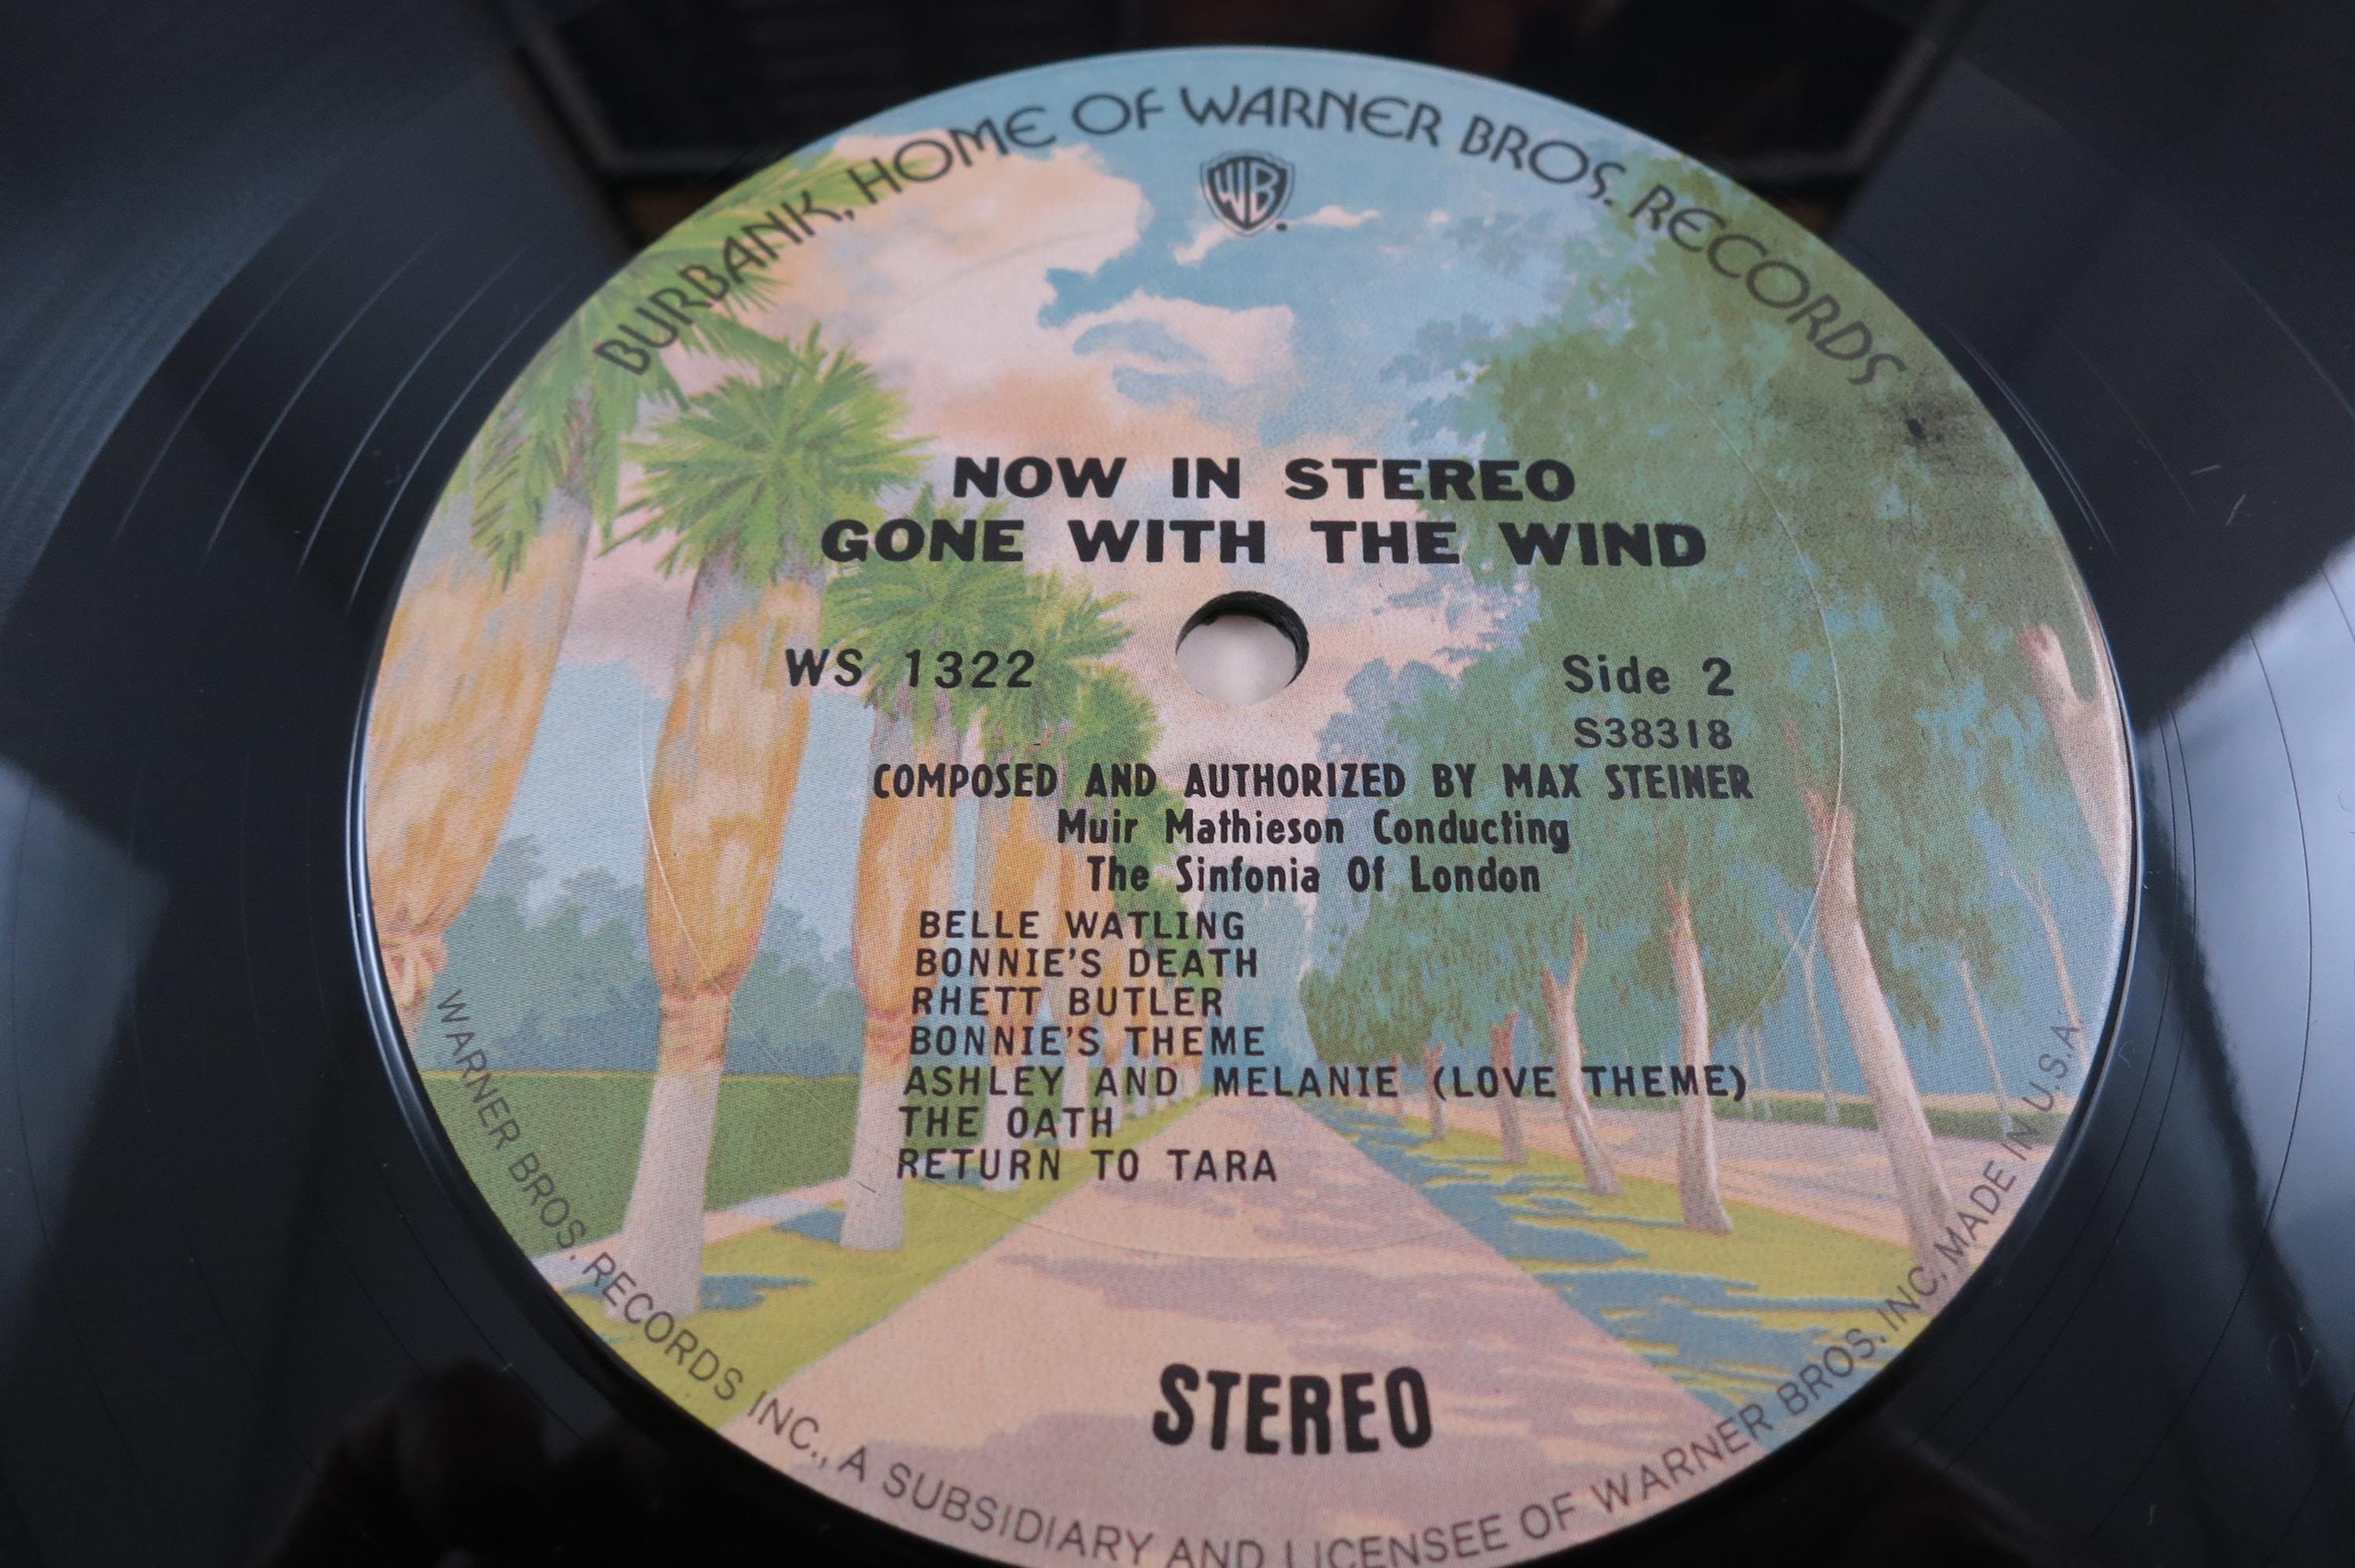 BURBANK, HOME OF WARNER BROS. RECORDS
WB
NOW IN STEREO
GONE WITH THE WIND
WS 1322
Side 2
S38318
COMPOSED AND AUTHORIZED BY MAX STEINER
Muir Mathieson Conducting
The Sinfonia Of London
BELLE WATLING
BONNIE'S DEATH
RHETT BUTLER
BONNIE'S THEME
ASHLEY AND MELANIE (LOVE THEME)
THE OATH
RETURN TO TARA
STEREO
WARNER BROS. RECORDS INC., A SUBSIDIARY AND LICENSEE OF WARNER BROS. INC. MADE IN U.S.A.